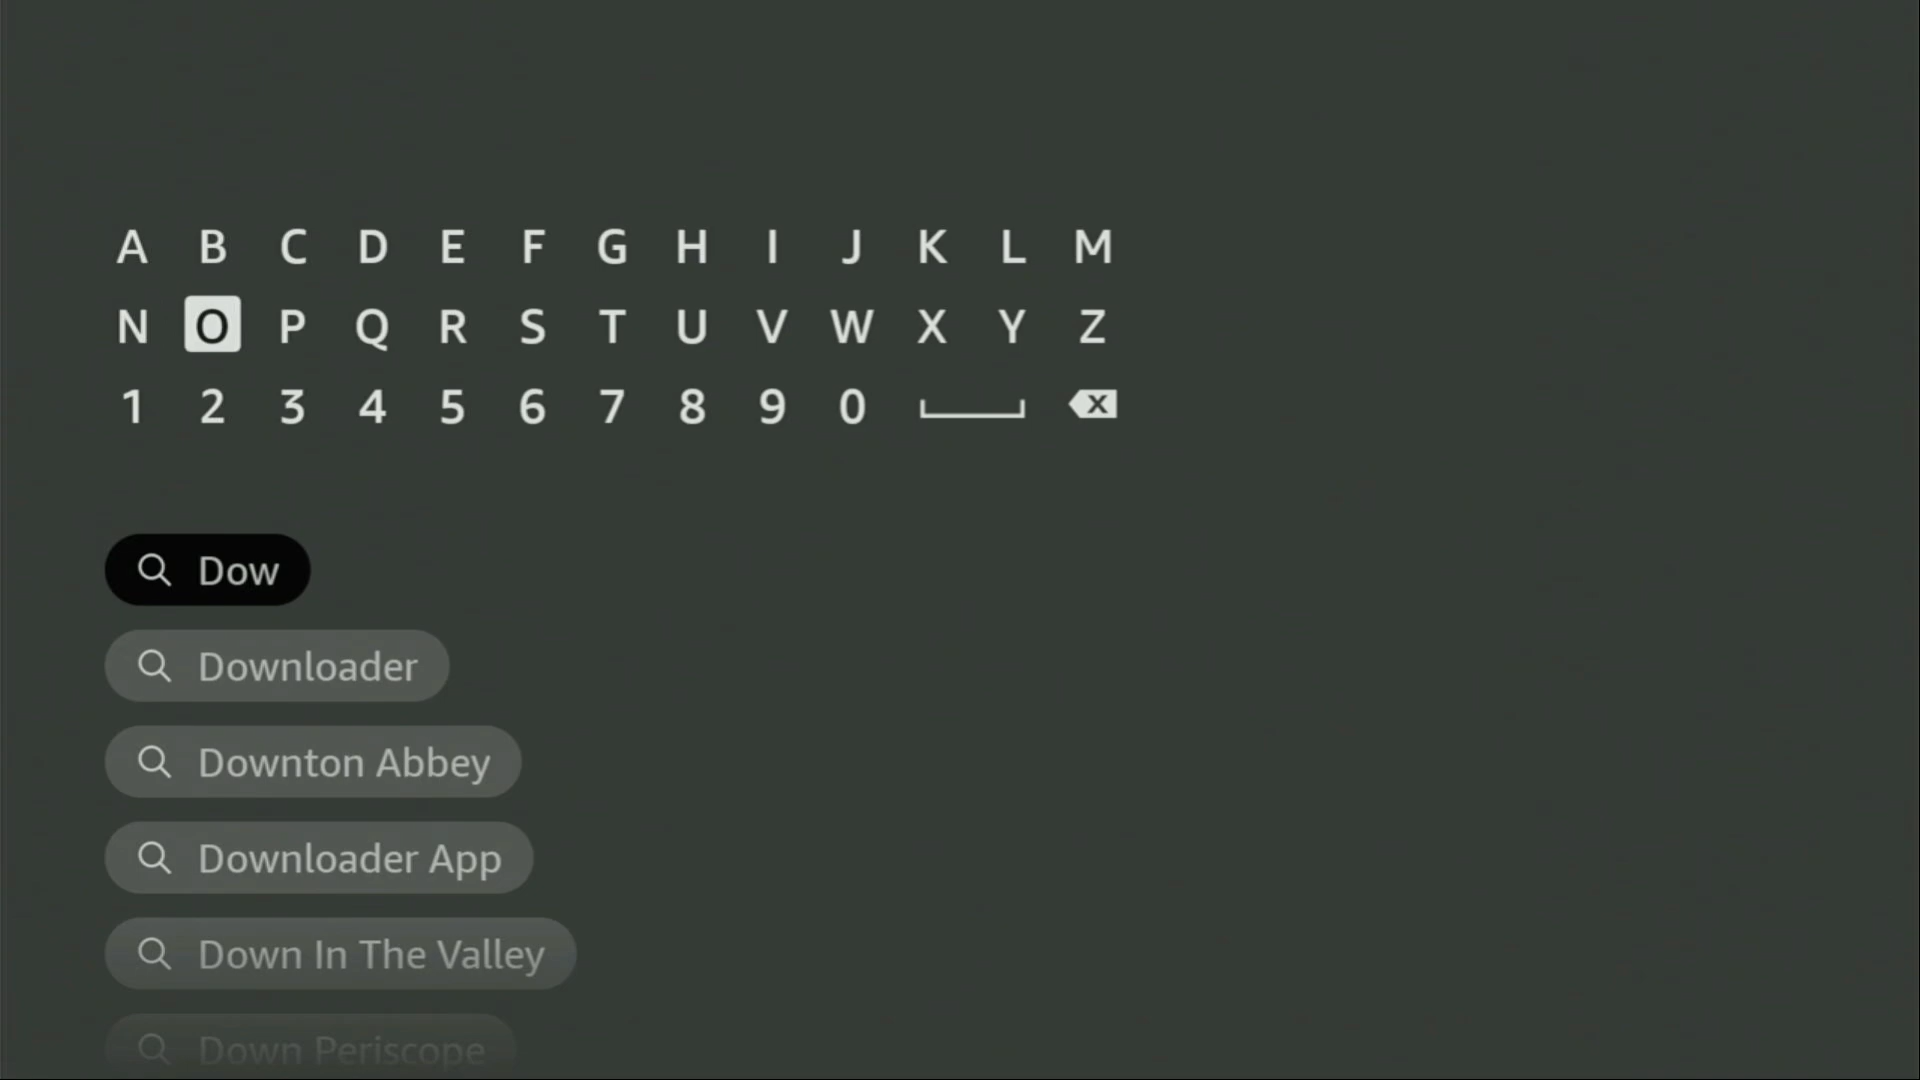 A B C D E F G H I J K L M
N O P Q R S T U V W X Y Z
1 2 3 4 5 6 7 8 9 0
Dow
Downloader
Downton Abbey
Downloader App
Down In The Valley
Down Periscope